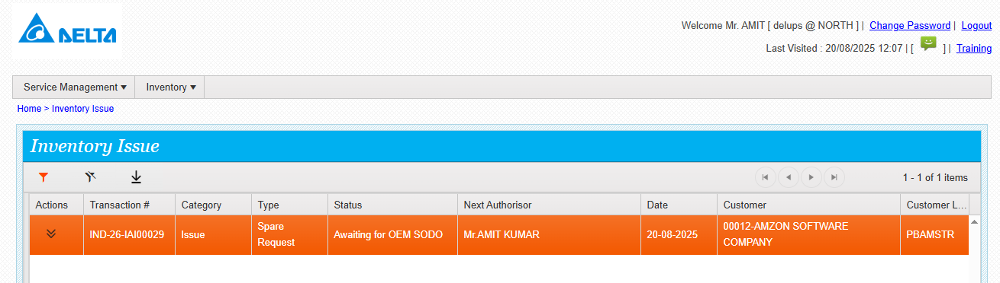 DELTA
Welcome Mr. AMIT [ delups @ NORTH ] | Change Password | Logout
Last Visited : 20/08/2025 12:07 | [ ] | Training
Service Management Inventory
Home > Inventory Issue
Inventory Issue
1 - 1 of 1 items
Actions Transaction # Category Type Status Next Authorisor Date Customer Customer L...
IND-26-IAI00029 Issue Spare Request Awaiting for OEM SODO Mr.AMIT KUMAR 20-08-2025 00012-AMZON SOFTWARE COMPANY PBAMSTR